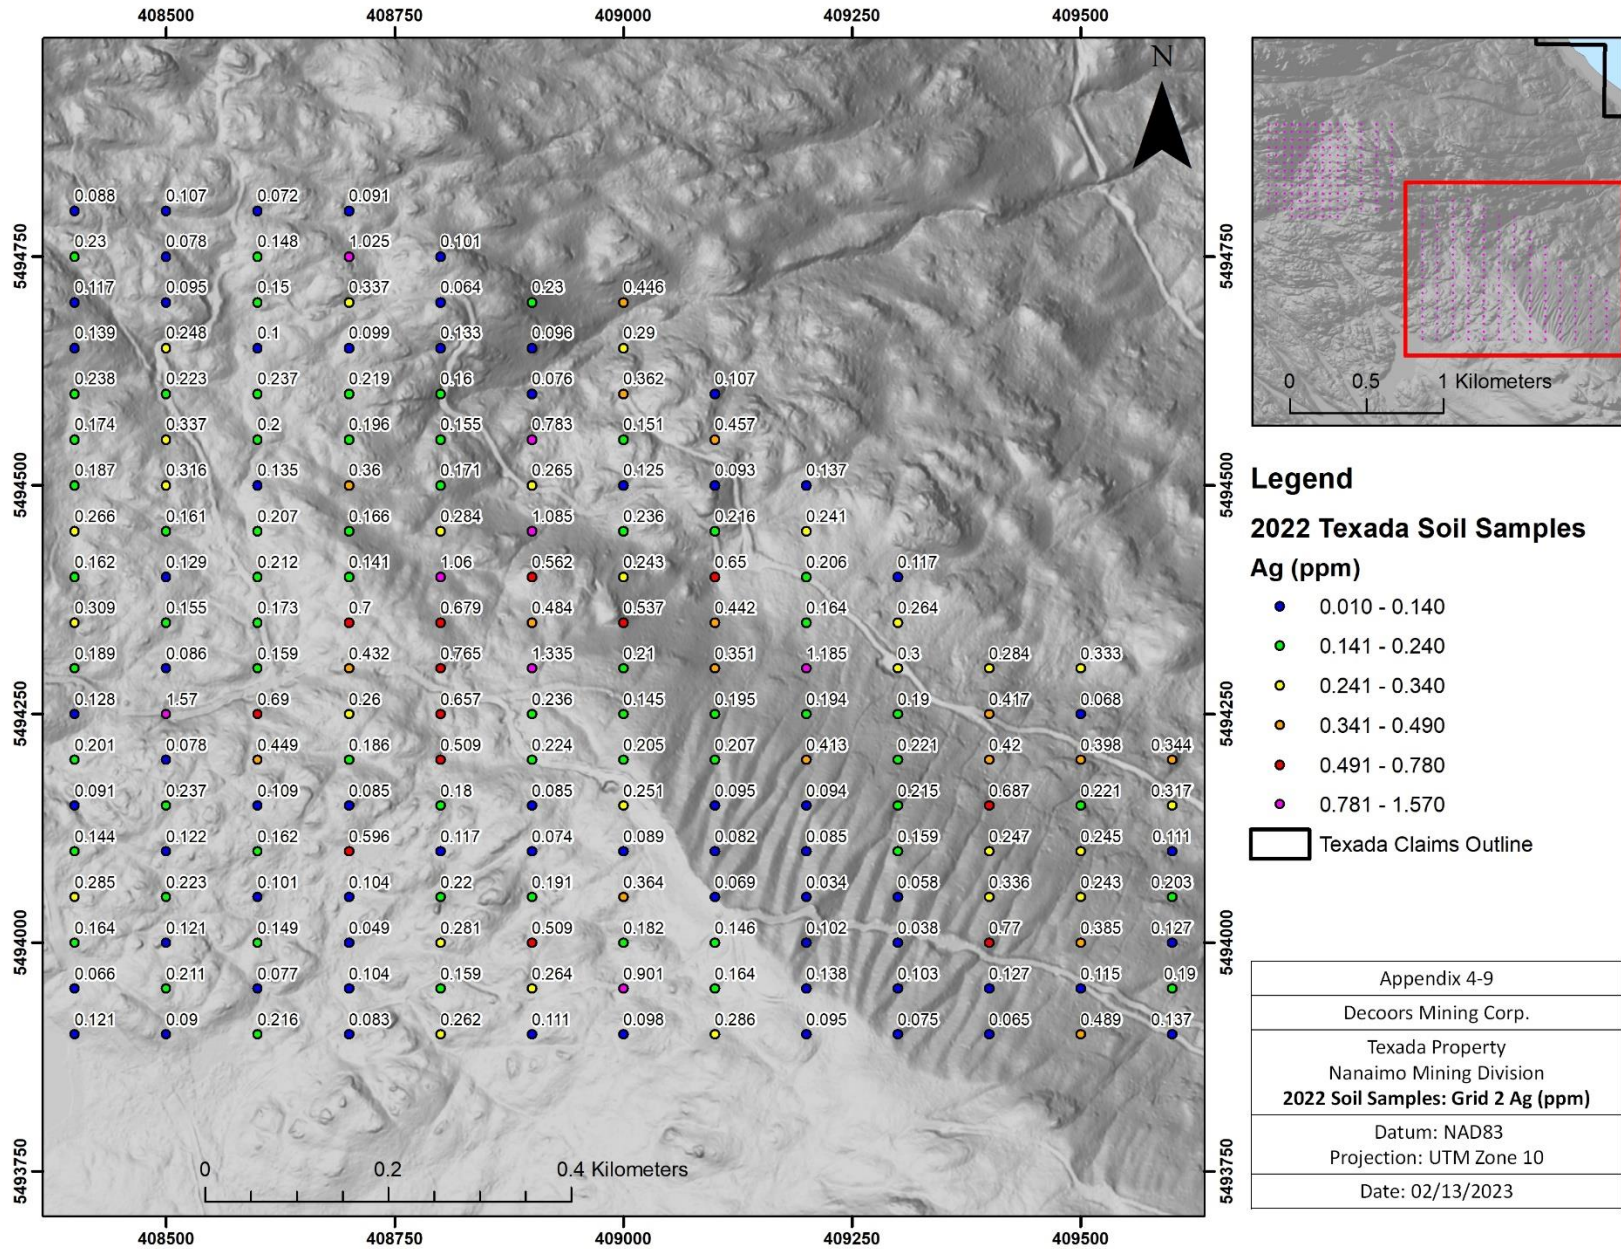 408500 408750 409000 409250 409500
N
0.088 0.107 0.072 0.091
0.23 0.078 0.148 1.025 0.101
0.117 0.095 0.15 0.337 0.064 0.23 0.446
0.139 0.248 0.1 0.099 0.133 0.096 0.29
0.238 0.223 0.237 0.219 0.16 0.076 0.362 0.107
0.174 0.337 0.2 0.196 0.155 0.783 0.151 0.457
0.187 0.316 0.135 0.36 0.171 0.265 0.125 0.093 0.137
0.266 0.161 0.207 0.166 0.284 1.085 0.236 0.216 0.241
0.162 0.129 0.212 0.141 1.06 0.562 0.243 0.65 0.206 0.117
0.309 0.155 0.173 0.7 0.679 0.484 0.537 0.442 0.164 0.264
0.189 0.086 0.159 0.432 0.765 1.335 0.21 0.351 1.185 0.3 0.284 0.333
0.128 1.57 0.69 0.26 0.657 0.236 0.145 0.195 0.194 0.19 0.417 0.068
0.201 0.078 0.449 0.186 0.509 0.224 0.205 0.207 0.413 0.221 0.42 0.398 0.344
0.091 0.237 0.109 0.085 0.18 0.085 0.251 0.095 0.094 0.215 0.687 0.221 0.317
0.144 0.122 0.162 0.596 0.117 0.074 0.089 0.082 0.085 0.159 0.247 0.245 0.111
0.285 0.223 0.101 0.104 0.22 0.191 0.364 0.069 0.034 0.058 0.336 0.243 0.203
0.164 0.121 0.149 0.049 0.281 0.509 0.182 0.146 0.102 0.038 0.77 0.385 0.127
0.066 0.211 0.077 0.104 0.159 0.264 0.901 0.164 0.138 0.103 0.127 0.115 0.19
0.121 0.09 0.216 0.083 0.262 0.111 0.098 0.286 0.095 0.075 0.065 0.489 0.137
0 0.2 0.4 Kilometers
5494750
5494500
5494250
5494000
5493750
5494750
5494500
5494250
5494000
5493750
408500 408750 409000 409250 409500
0 0.5 1 Kilometers
Legend
2022 Texada Soil Samples
Ag (ppm)
0.010 - 0.140
0.141 - 0.240
0.241 - 0.340
0.341 - 0.490
0.491 - 0.780
0.781 - 1.570
Texada Claims Outline
Appendix 4-9
Decoors Mining Corp.
Texada Property
Nanaimo Mining Division
2022 Soil Samples: Grid 2 Ag (ppm)
Datum: NAD83
Projection: UTM Zone 10
Date: 02/13/2023